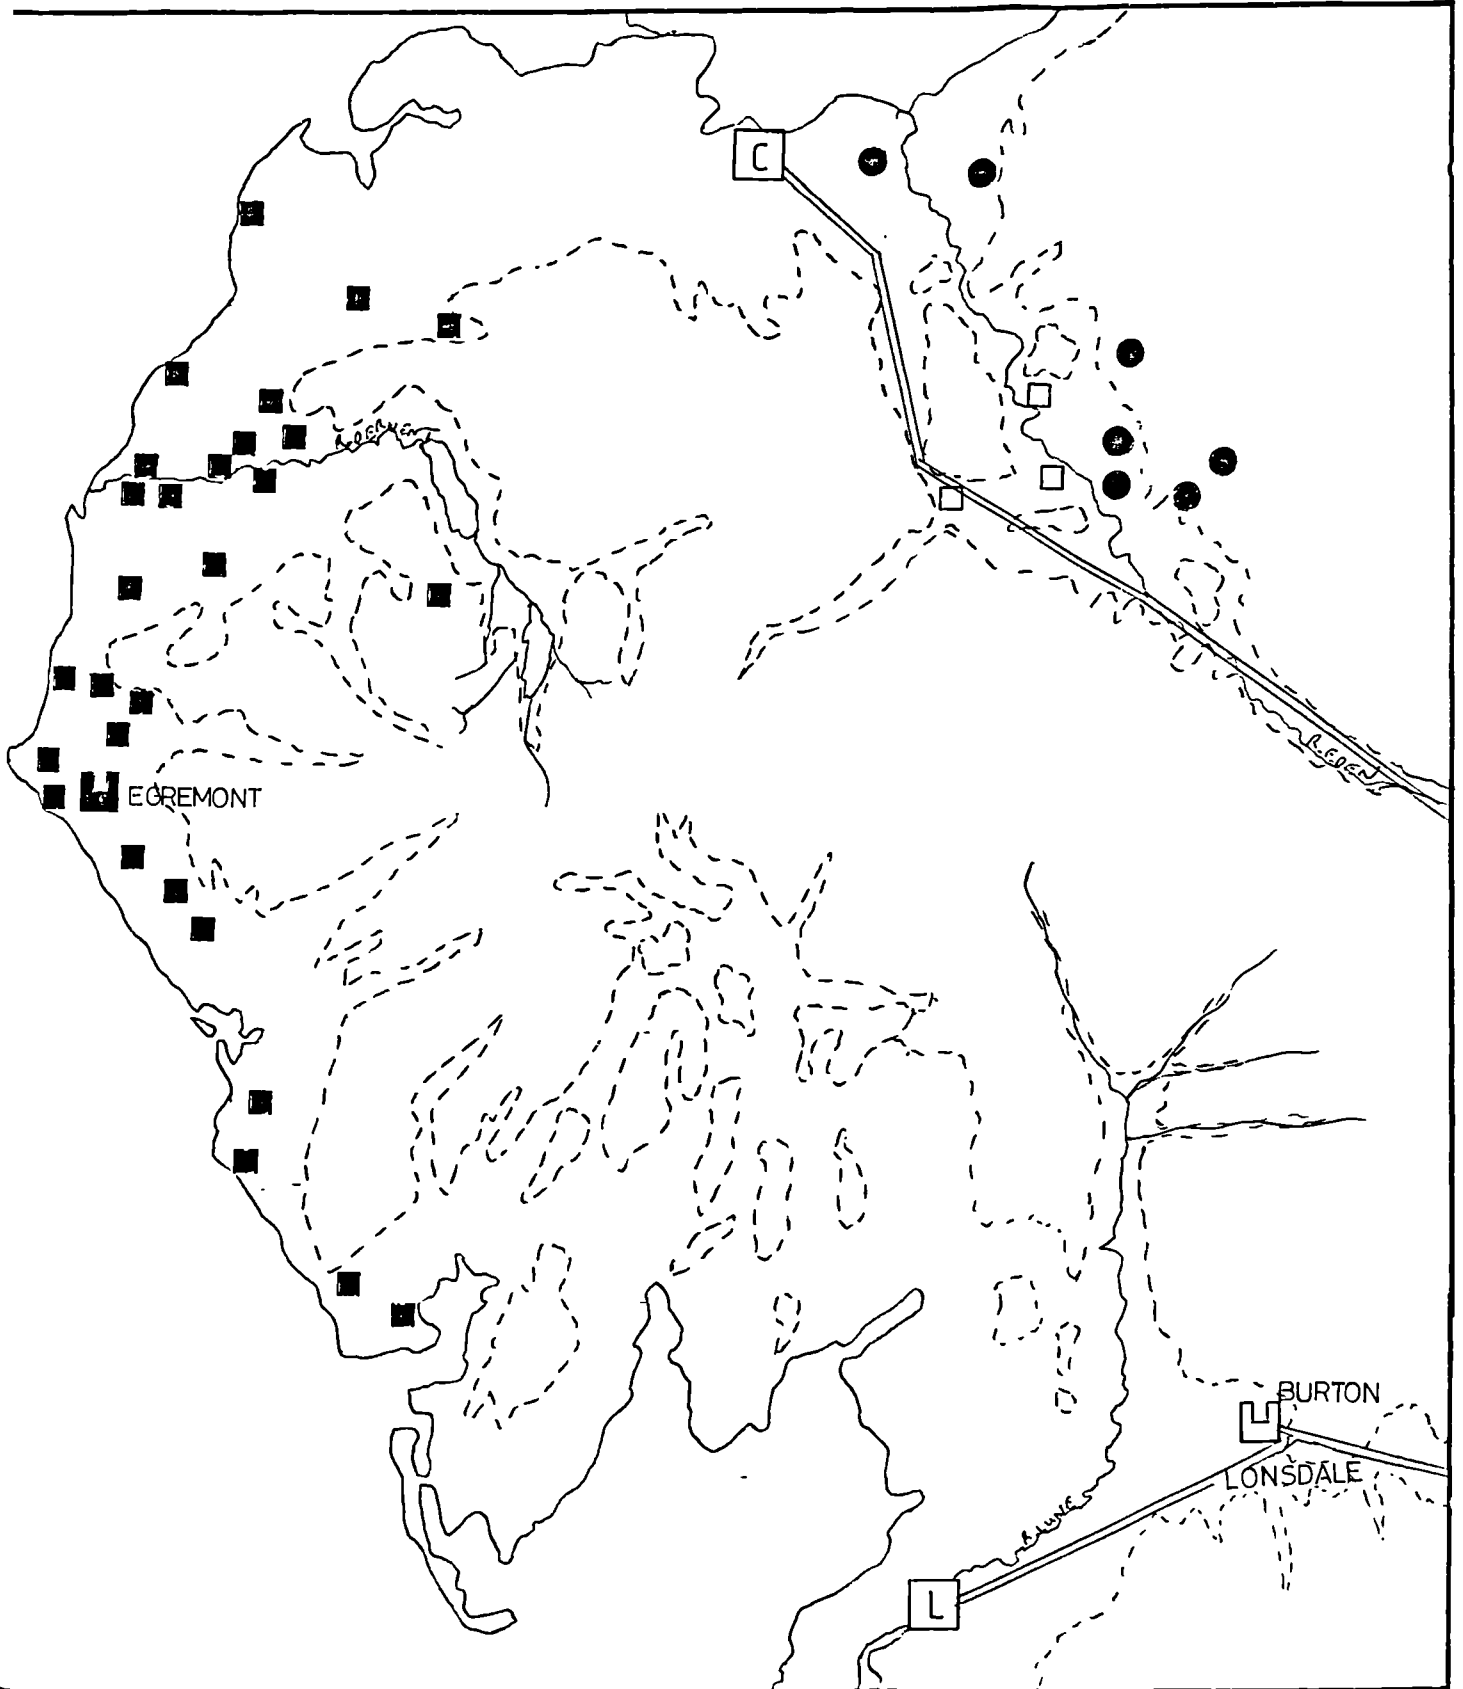 C
R. DERWENT
EGREMONT
R. EDEN
BURTON
LONSDALE
R. LUNE
L